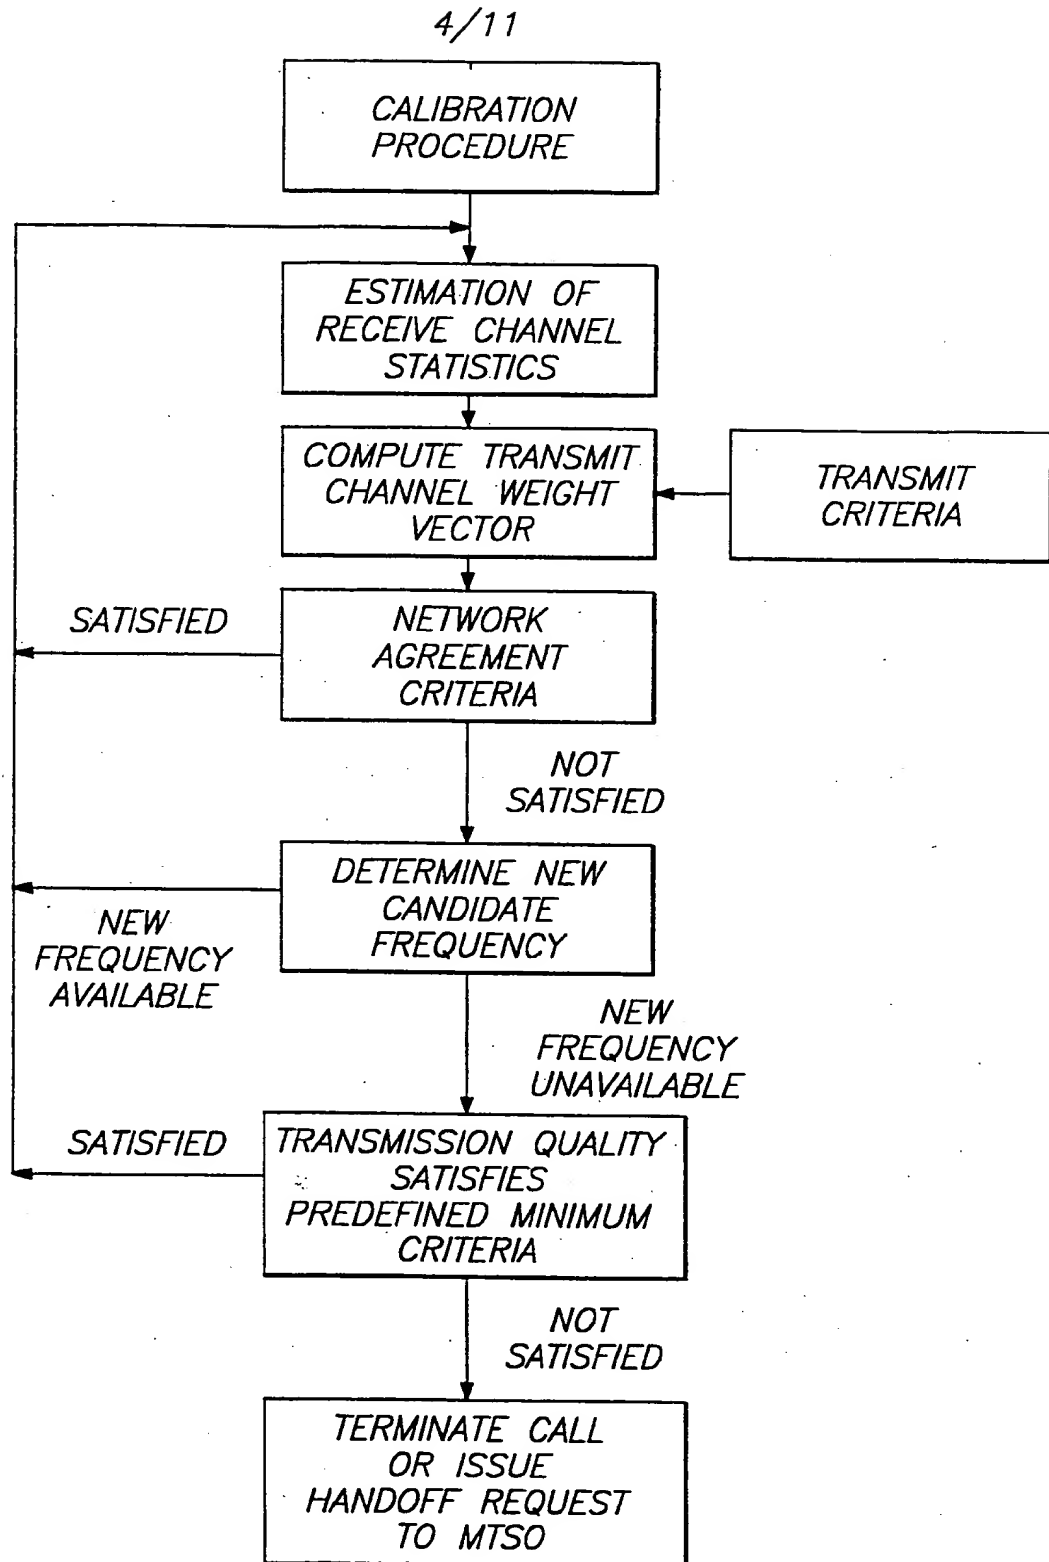 4/11
CALIBRATION
PROCEDURE
ESTIMATION OF
RECEIVE CHANNEL
STATISTICS
COMPUTE TRANSMIT
CHANNEL WEIGHT
VECTOR
TRANSMIT
CRITERIA
SATISFIED
NETWORK
AGREEMENT
CRITERIA
NOT
SATISFIED
DETERMINE NEW
CANDIDATE
FREQUENCY
NEW
FREQUENCY
AVAILABLE
NEW
FREQUENCY
UNAVAILABLE
SATISFIED
TRANSMISSION QUALITY
SATISFIES
PREDEFINED MINIMUM
CRITERIA
NOT
SATISFIED
TERMINATE CALL
OR ISSUE
HANDOFF REQUEST
TO MTSO